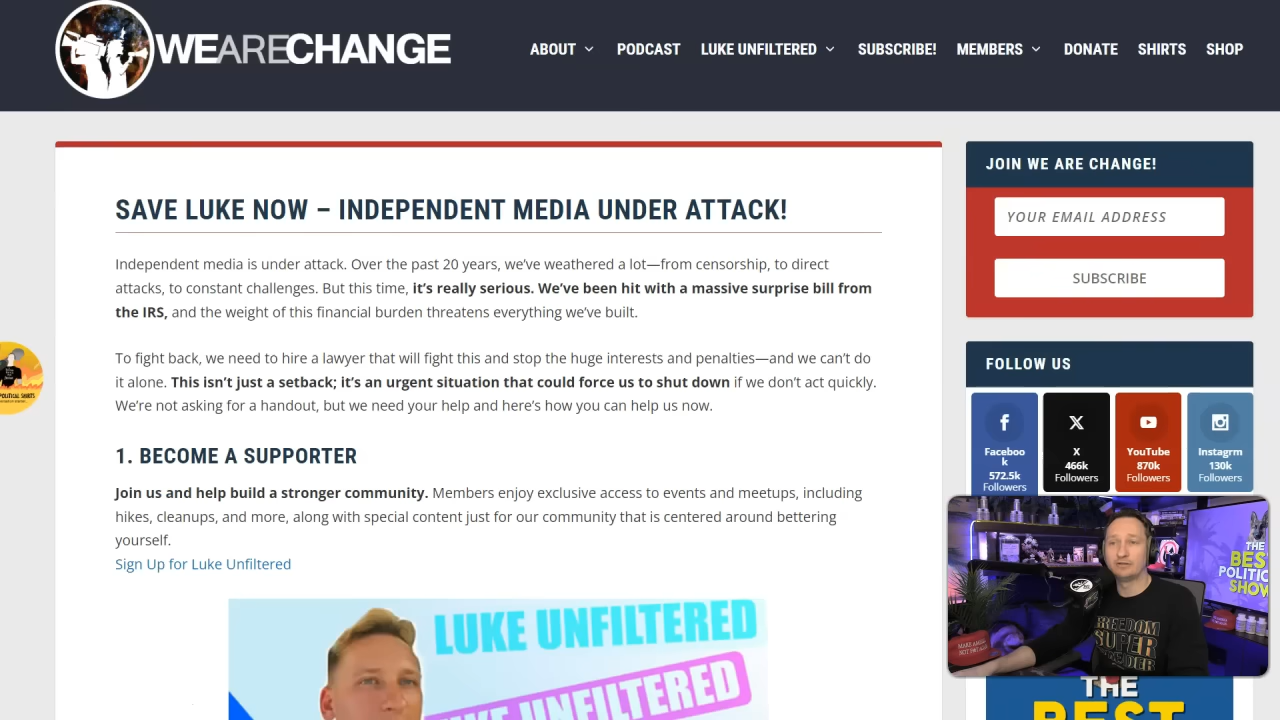 WEARECHANGE
ABOUT PODCAST LUKE UNFILTERED SUBSCRIBE! MEMBERS DONATE SHIRTS SHOP
SAVE LUKE NOW – INDEPENDENT MEDIA UNDER ATTACK!
Independent media is under attack. Over the past 20 years, we’ve weathered a lot—from censorship, to direct
attacks, to constant challenges. But this time, it’s really serious. We’ve been hit with a massive surprise bill from
the IRS, and the weight of this financial burden threatens everything we’ve built.
To fight back, we need to hire a lawyer that will fight this and stop the huge interests and penalties—and we can’t do
it alone. This isn’t just a setback; it’s an urgent situation that could force us to shut down if we don’t act quickly.
We’re not asking for a handout, but we need your help and here’s how you can help us now.
1. BECOME A SUPPORTER
Join us and help build a stronger community. Members enjoy exclusive access to events and meetups, including
hikes, cleanups, and more, along with special content just for our community that is centered around bettering
yourself.
Sign Up for Luke Unfiltered
LUKE UNFILTERED
LUKE UNFILTERED
JOIN WE ARE CHANGE!
YOUR EMAIL ADDRESS
SUBSCRIBE
FOLLOW US
Faceboo
k
572.5k
Followers
X
466k
Followers
YouTube
870k
Followers
Instagrm
130k
Followers
THE
BES
POLITIC
SHOW
FREEDOM
SUPER
THE
BEST